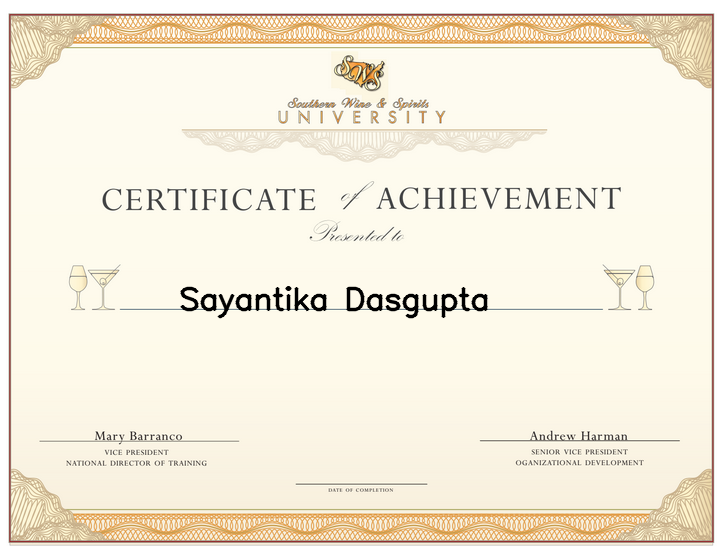 SWS
Southern Wine & Spirits
UNIVERSITY
CERTIFICATE of ACHIEVEMENT
Presented to
Sayantika Dasgupta
Mary Barranco
VICE PRESIDENT
NATIONAL DIRECTOR OF TRAINING
Andrew Harman
SENIOR VICE PRESIDENT
OGANIZATIONAL DEVELOPMENT
DATE OF COMPLETION